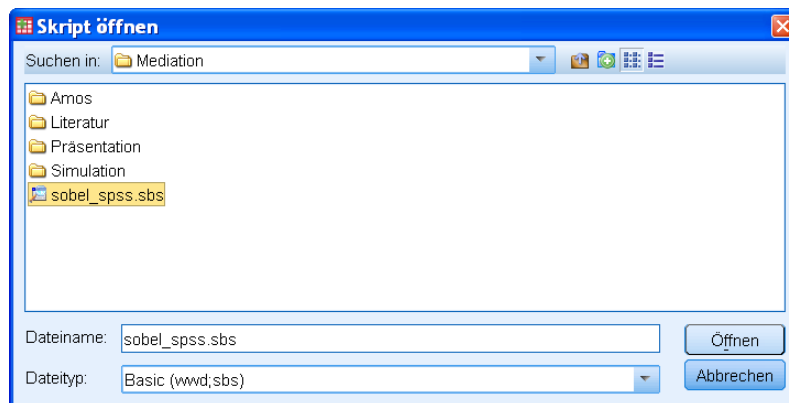 Skript öffnen
Suchen in: Mediation
Amos
Literatur
Präsentation
Simulation
sobel_spss.sbs
Dateiname: sobel_spss.sbs Öffnen
Dateityp: Basic (wwd;sbs) Abbrechen